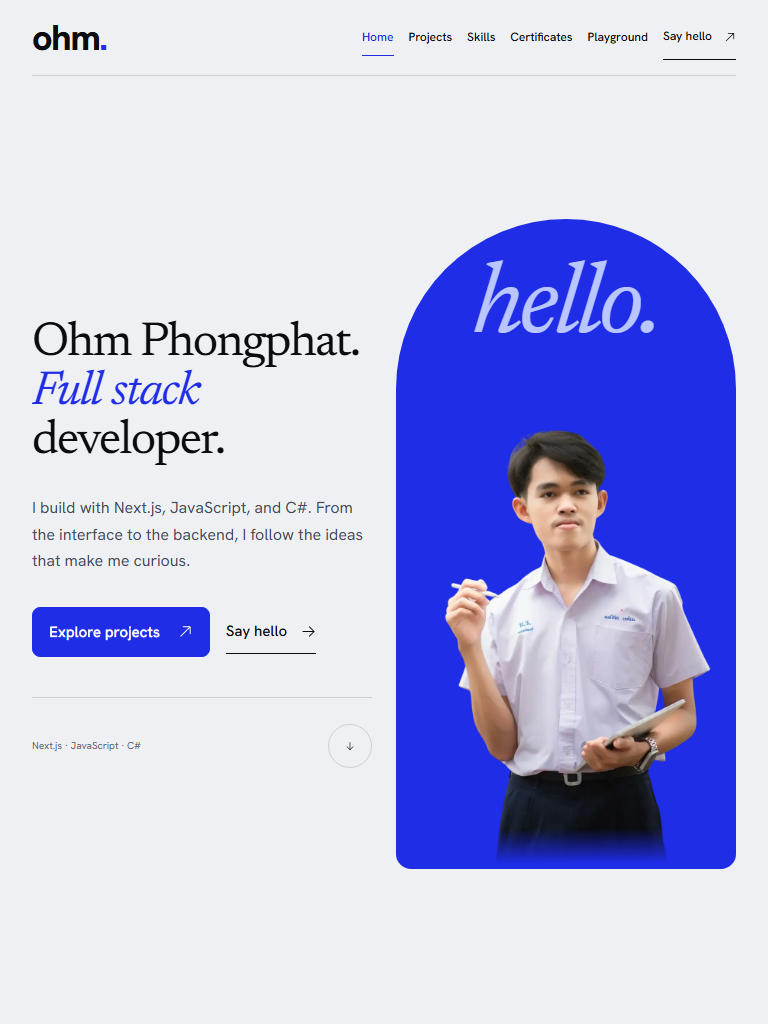 ohm.
Home Projects Skills Certificates Playground Say hello
hello.
Ohm Phongphat.
Full stack
developer.
I build with Next.js, JavaScript, and C#. From
the interface to the backend, I follow the ideas
that make me curious.
Explore projects Say hello
Next.js · JavaScript · C#